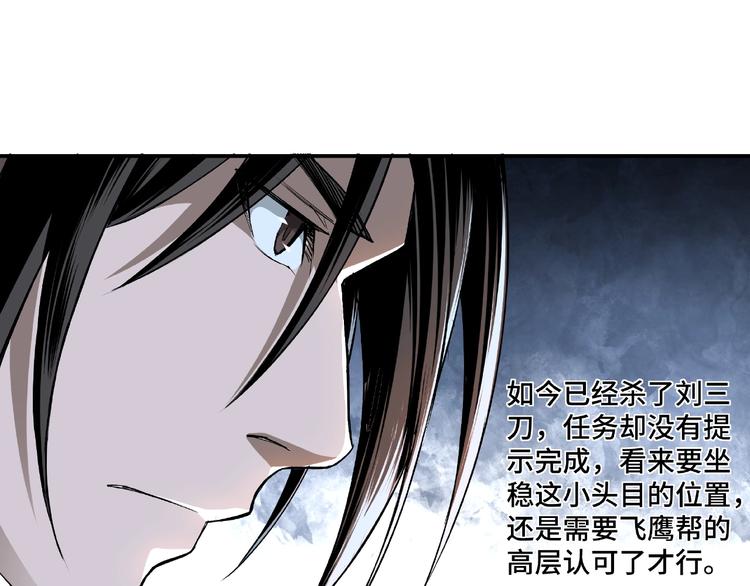 如今已经杀了刘三
刀，任务却没有提
示完成，看来要坐
稳这小头目的位置，
还是需要飞鹰帮的
高层认可了才行。